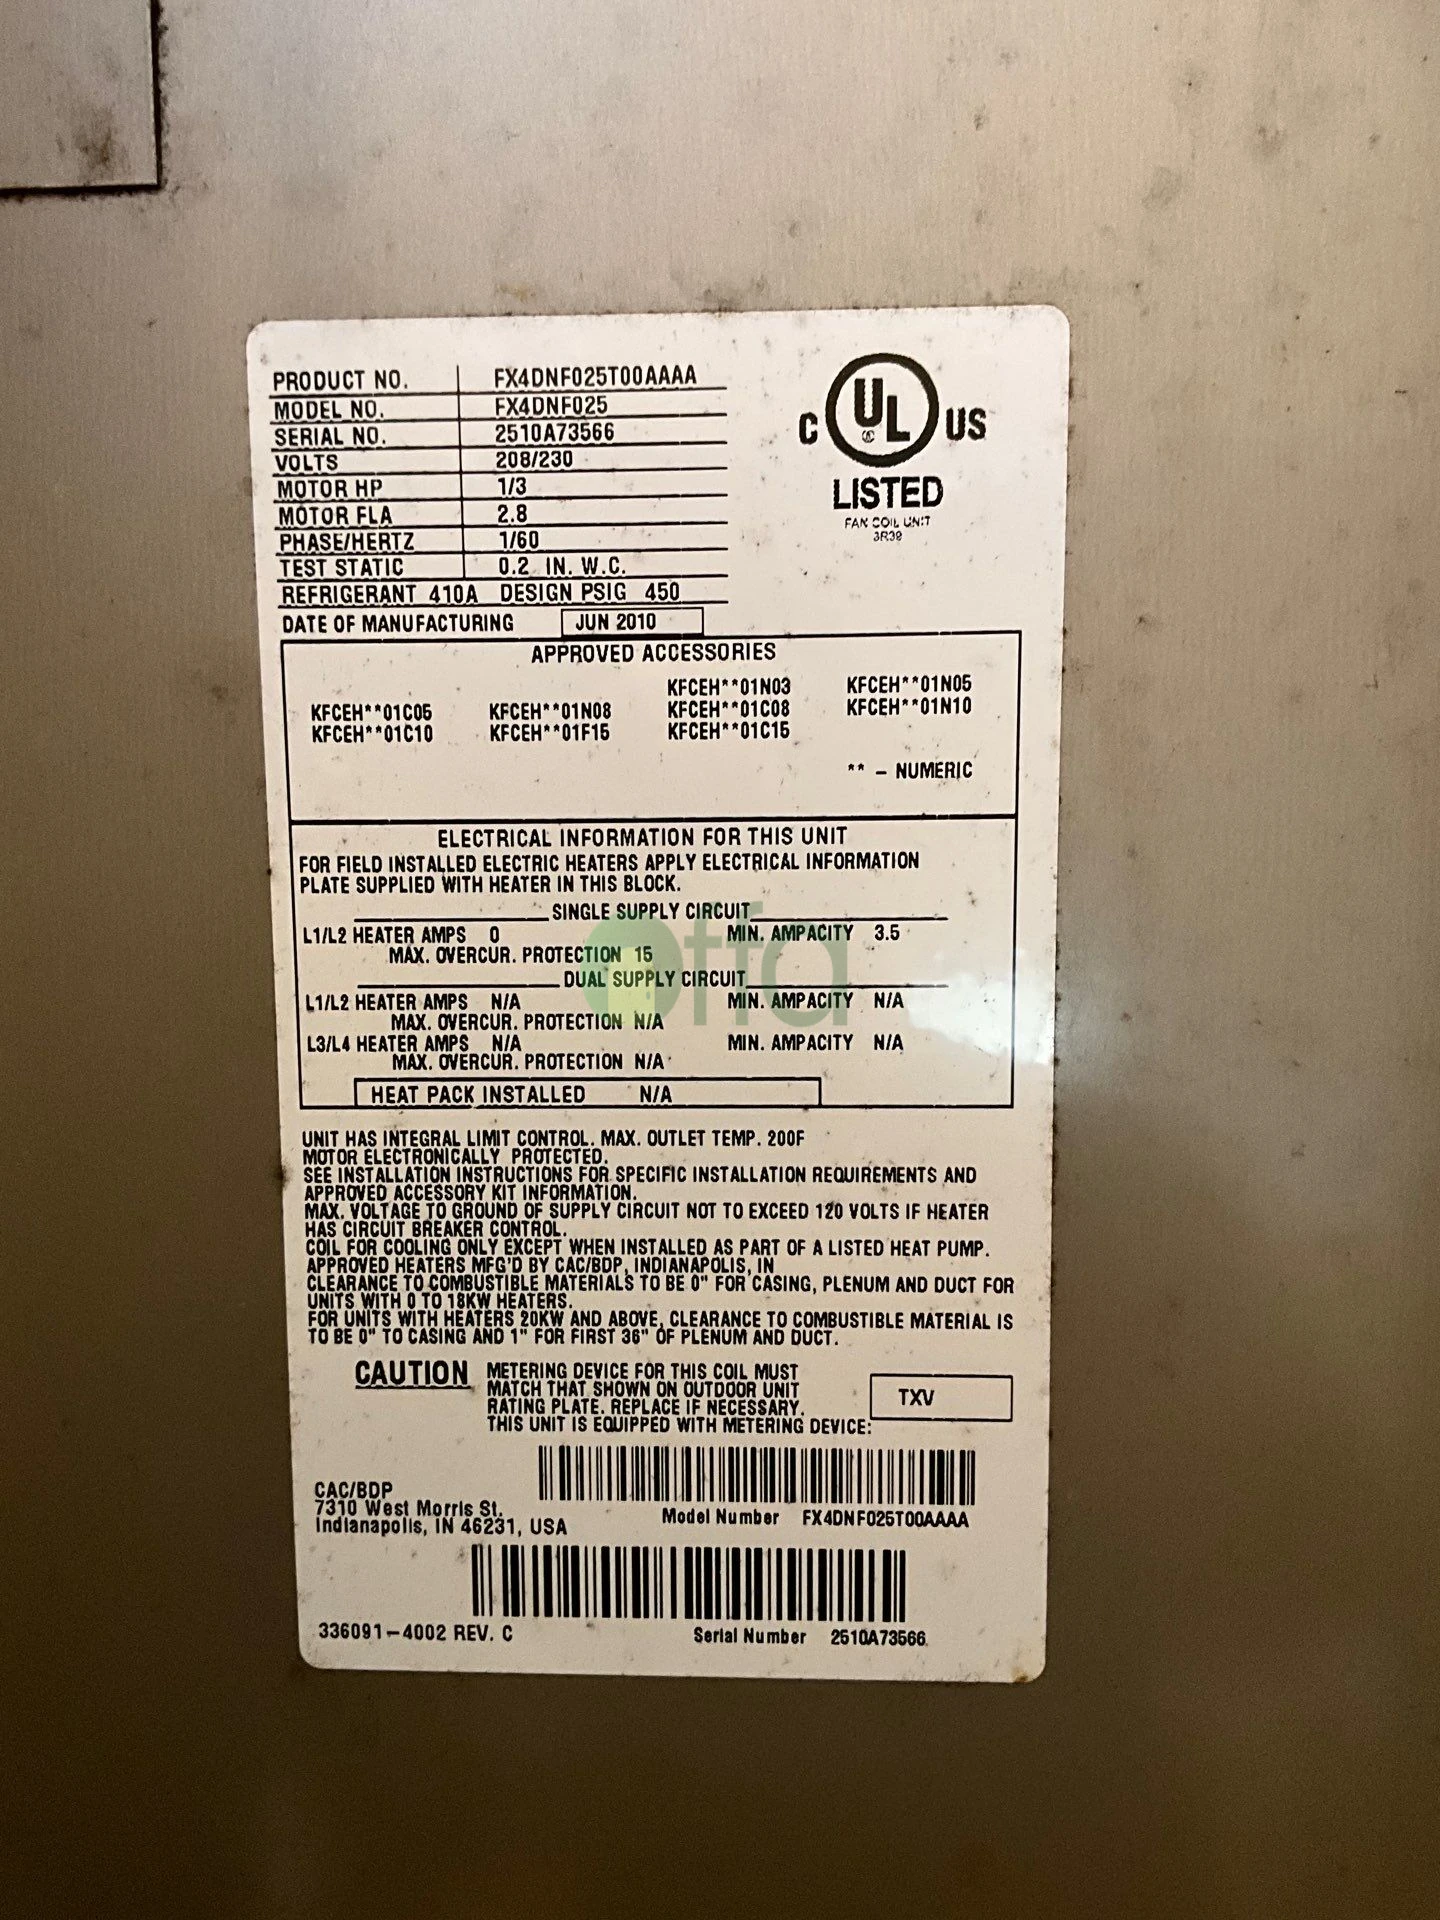 PRODUCT NO. FX4DNF025T00AAAA
MODEL NO. FX4DNF025
SERIAL NO. 2510A73566
VOLTS 208/230
MOTOR HP 1/3
MOTOR FLA 2.8
PHASE/HERTZ 1/60
TEST STATIC 0.2 IN. W.C.
REFRIGERANT 410A DESIGN PSIG 450
DATE OF MANUFACTURING JUN 2010
C UL US
LISTED
FAN COIL UNIT
3R39
APPROVED ACCESSORIES
KFCEH**01N03 KFCEH**01N05
KFCEH**01C05 KFCEH**01N08 KFCEH**01C08 KFCEH**01N10
KFCEH**01C10 KFCEH**01F15 KFCEH**01C15
** - NUMERIC
ELECTRICAL INFORMATION FOR THIS UNIT
FOR FIELD INSTALLED ELECTRIC HEATERS APPLY ELECTRICAL INFORMATION
PLATE SUPPLIED WITH HEATER IN THIS BLOCK.
SINGLE SUPPLY CIRCUIT
L1/L2 HEATER AMPS 0 MIN. AMPACITY 3.5
MAX. OVERCUR. PROTECTION 15
DUAL SUPPLY CIRCUIT
L1/L2 HEATER AMPS N/A MIN. AMPACITY N/A
MAX. OVERCUR. PROTECTION N/A
L3/L4 HEATER AMPS N/A MIN. AMPACITY N/A
MAX. OVERCUR. PROTECTION N/A
HEAT PACK INSTALLED N/A
offa
UNIT HAS INTEGRAL LIMIT CONTROL. MAX. OUTLET TEMP. 200F
MOTOR ELECTRONICALLY PROTECTED.
SEE INSTALLATION INSTRUCTIONS FOR SPECIFIC INSTALLATION REQUIREMENTS AND
APPROVED ACCESSORY KIT INFORMATION.
MAX. VOLTAGE TO GROUND OF SUPPLY CIRCUIT NOT TO EXCEED 120 VOLTS IF HEATER
HAS CIRCUIT BREAKER CONTROL.
COIL FOR COOLING ONLY EXCEPT WHEN INSTALLED AS PART OF A LISTED HEAT PUMP.
APPROVED HEATERS MFG'D BY CAC/BDP, INDIANAPOLIS, IN
CLEARANCE TO COMBUSTIBLE MATERIALS TO BE 0" FOR CASING, PLENUM AND DUCT FOR
UNITS WITH 0 TO 18KW HEATERS.
FOR UNITS WITH HEATERS 20KW AND ABOVE, CLEARANCE TO COMBUSTIBLE MATERIAL IS
TO BE 0" TO CASING AND 1" FOR FIRST 36" OF PLENUM AND DUCT.
CAUTION METERING DEVICE FOR THIS COIL MUST
MATCH THAT SHOWN ON OUTDOOR UNIT
RATING PLATE. REPLACE IF NECESSARY.
THIS UNIT IS EQUIPPED WITH METERING DEVICE:
TXV
CAC/BDP
7310 West Morris St.
Indianapolis, IN 46231, USA
Model Number FX4DNF025T00AAAA
336091-4002 REV. C
Serial Number 2510A73566